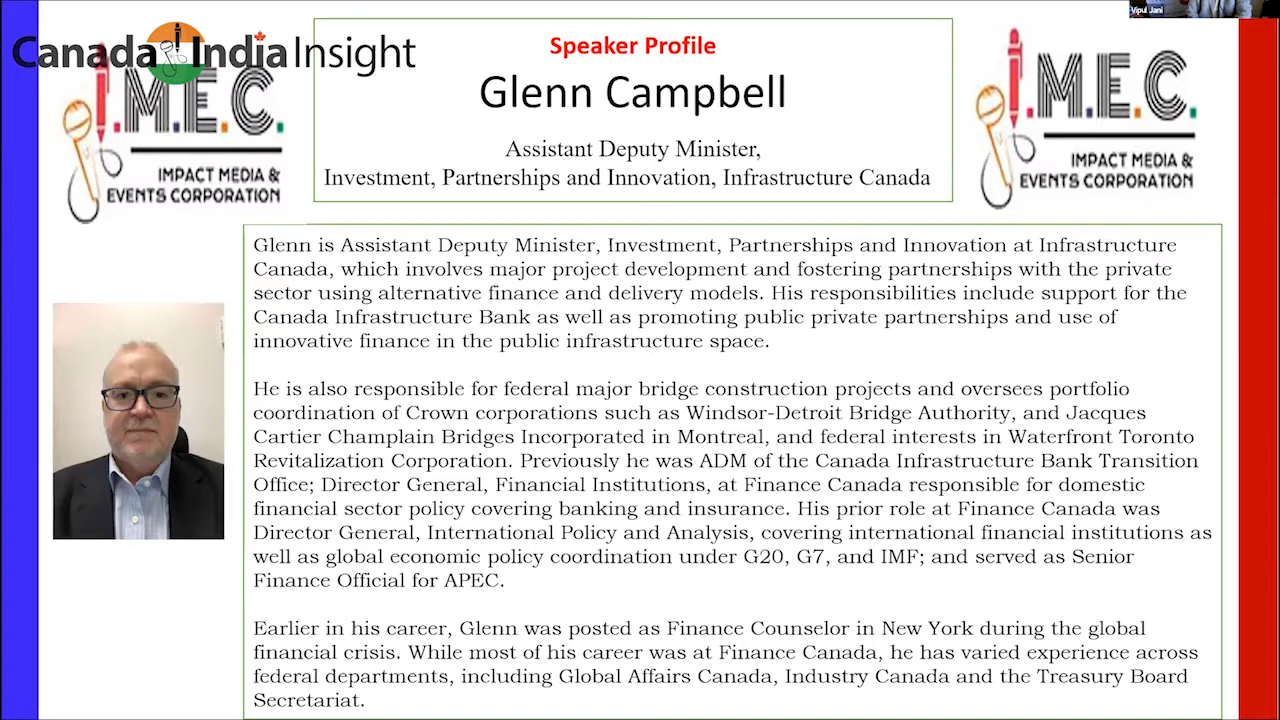 Vipul Jani
Canada India Insight
I.M.E.C.
IMPACT MEDIA &
EVENTS CORPORATION
Speaker Profile
Glenn Campbell
Assistant Deputy Minister,
Investment, Partnerships and Innovation, Infrastructure Canada
I.M.E.C.
IMPACT MEDIA &
EVENTS CORPORATION
Glenn is Assistant Deputy Minister, Investment, Partnerships and Innovation at Infrastructure
Canada, which involves major project development and fostering partnerships with the private
sector using alternative finance and delivery models. His responsibilities include support for the
Canada Infrastructure Bank as well as promoting public private partnerships and use of
innovative finance in the public infrastructure space.
He is also responsible for federal major bridge construction projects and oversees portfolio
coordination of Crown corporations such as Windsor-Detroit Bridge Authority, and Jacques
Cartier Champlain Bridges Incorporated in Montreal, and federal interests in Waterfront Toronto
Revitalization Corporation. Previously he was ADM of the Canada Infrastructure Bank Transition
Office; Director General, Financial Institutions, at Finance Canada responsible for domestic
financial sector policy covering banking and insurance. His prior role at Finance Canada was
Director General, International Policy and Analysis, covering international financial institutions as
well as global economic policy coordination under G20, G7, and IMF; and served as Senior
Finance Official for APEC.
Earlier in his career, Glenn was posted as Finance Counselor in New York during the global
financial crisis. While most of his career was at Finance Canada, he has varied experience across
federal departments, including Global Affairs Canada, Industry Canada and the Treasury Board
Secretariat.